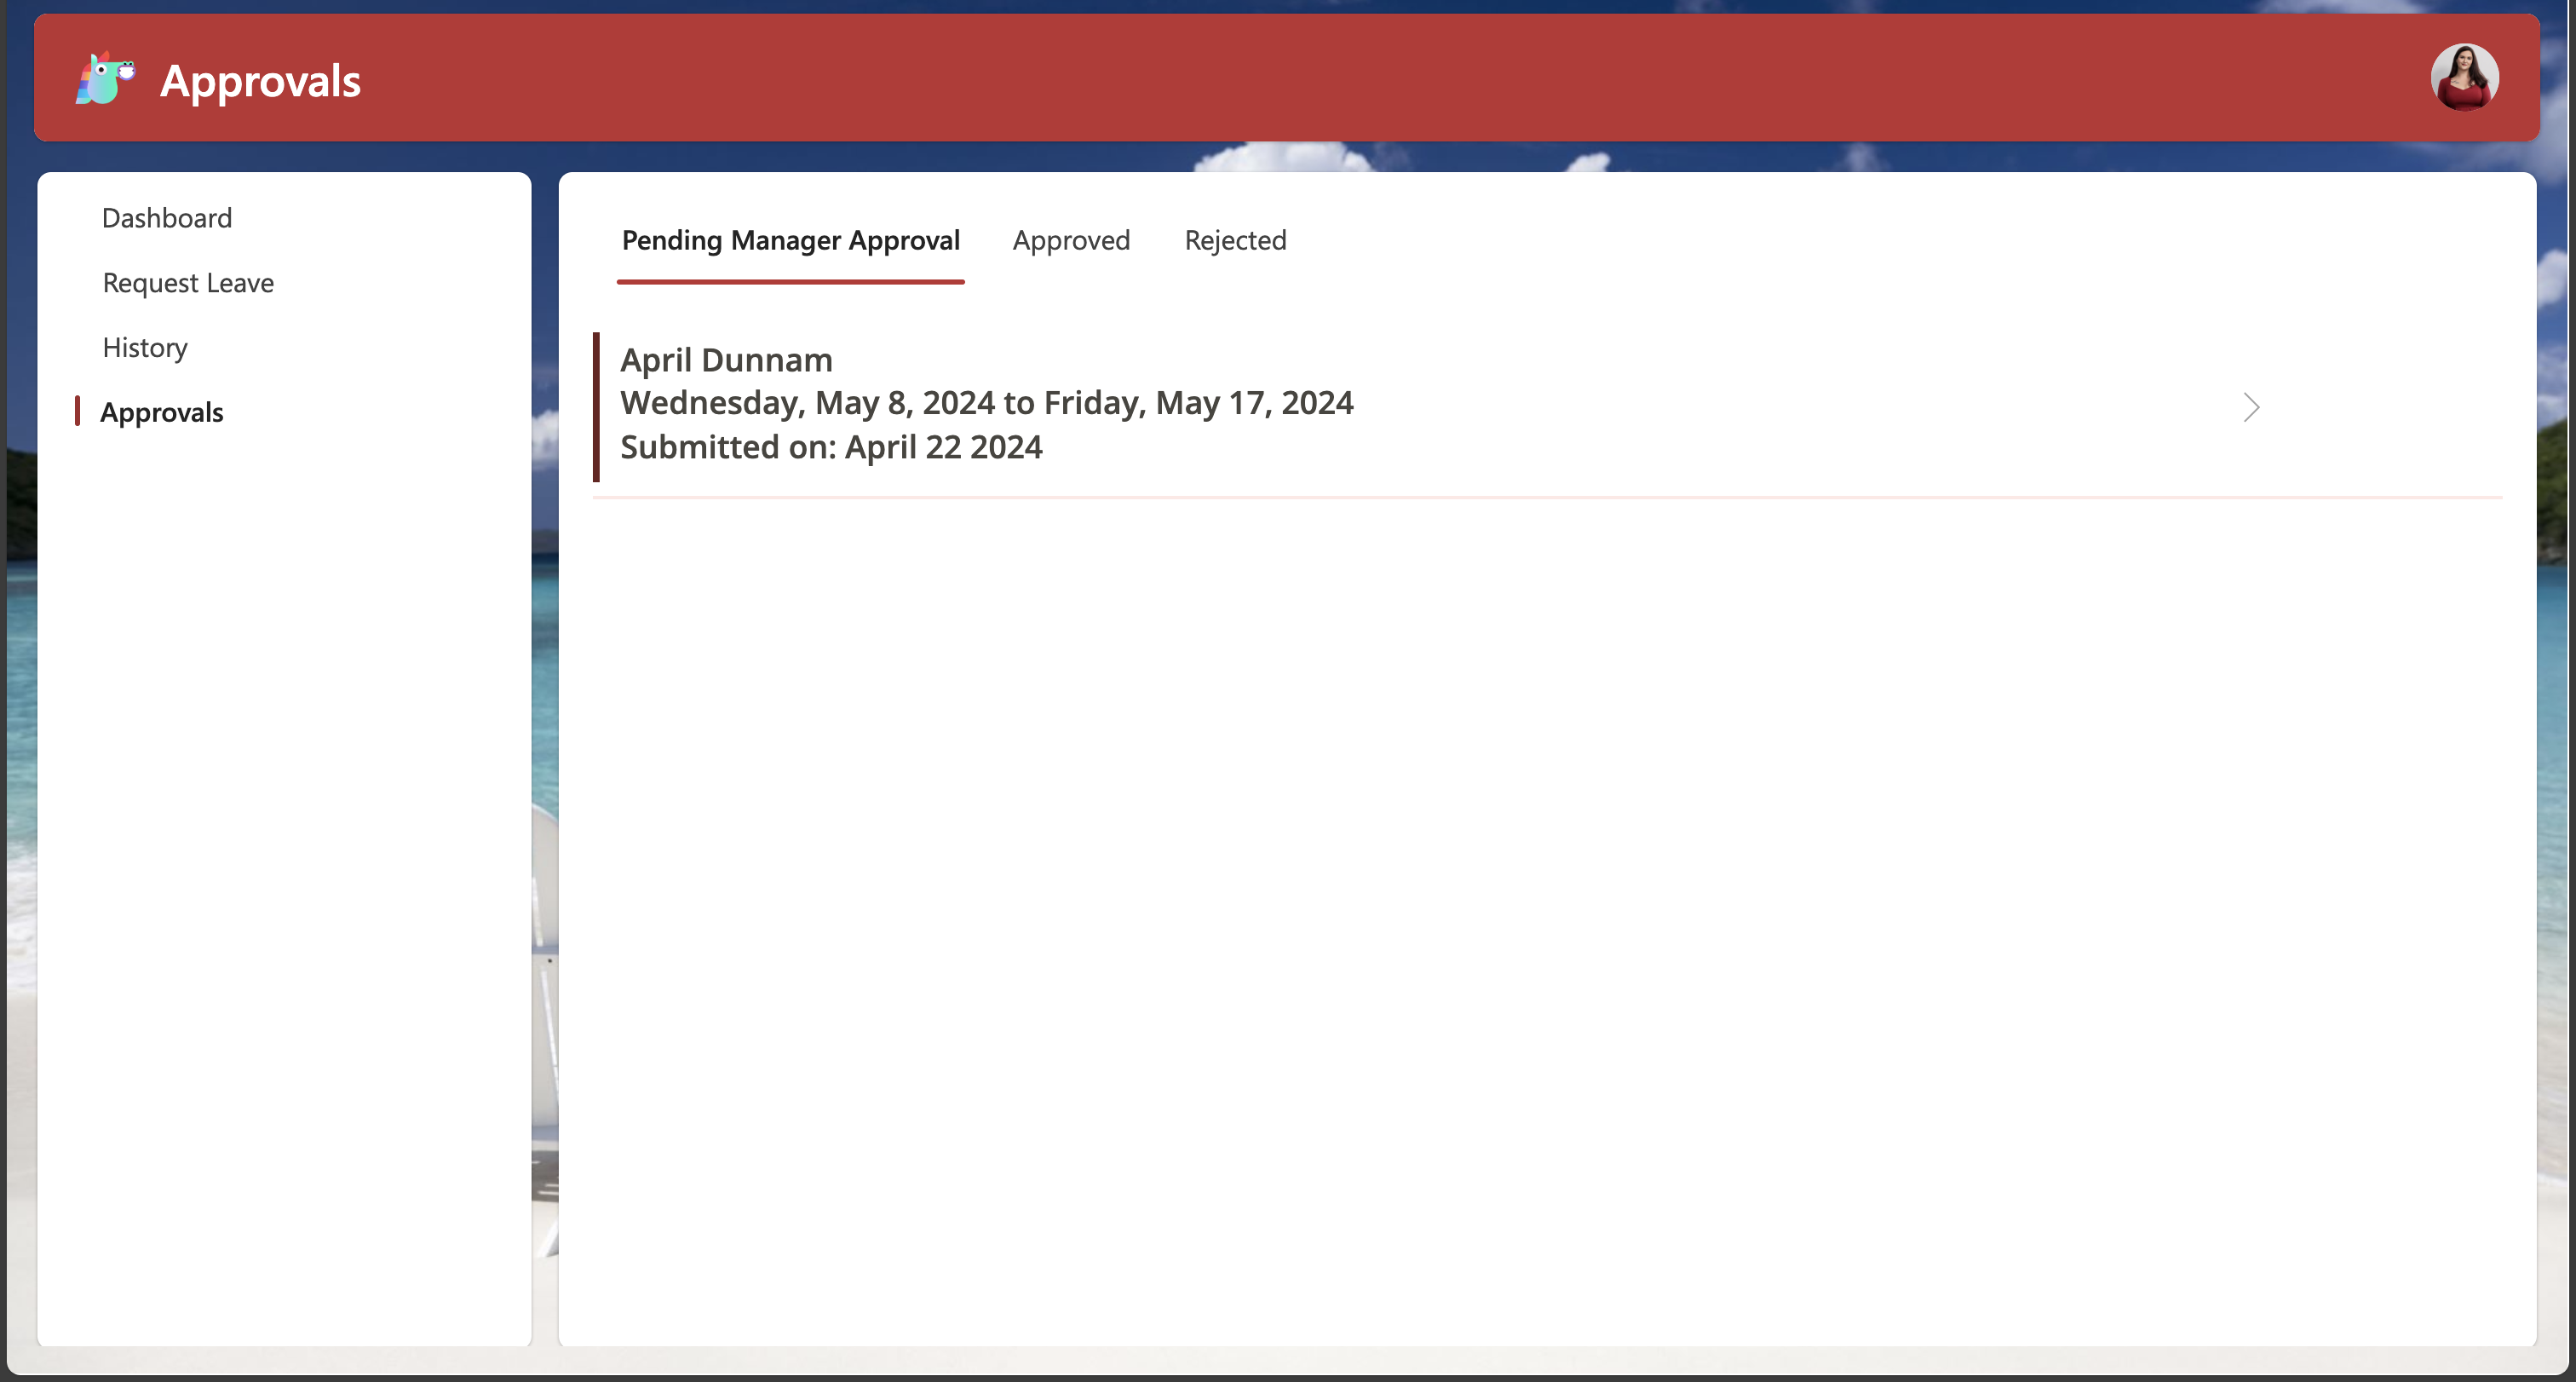 Approvals
Dashboard
Request Leave
History
Approvals
Pending Manager Approval
Approved
Rejected
April Dunnam
Wednesday, May 8, 2024 to Friday, May 17, 2024
Submitted on: April 22 2024